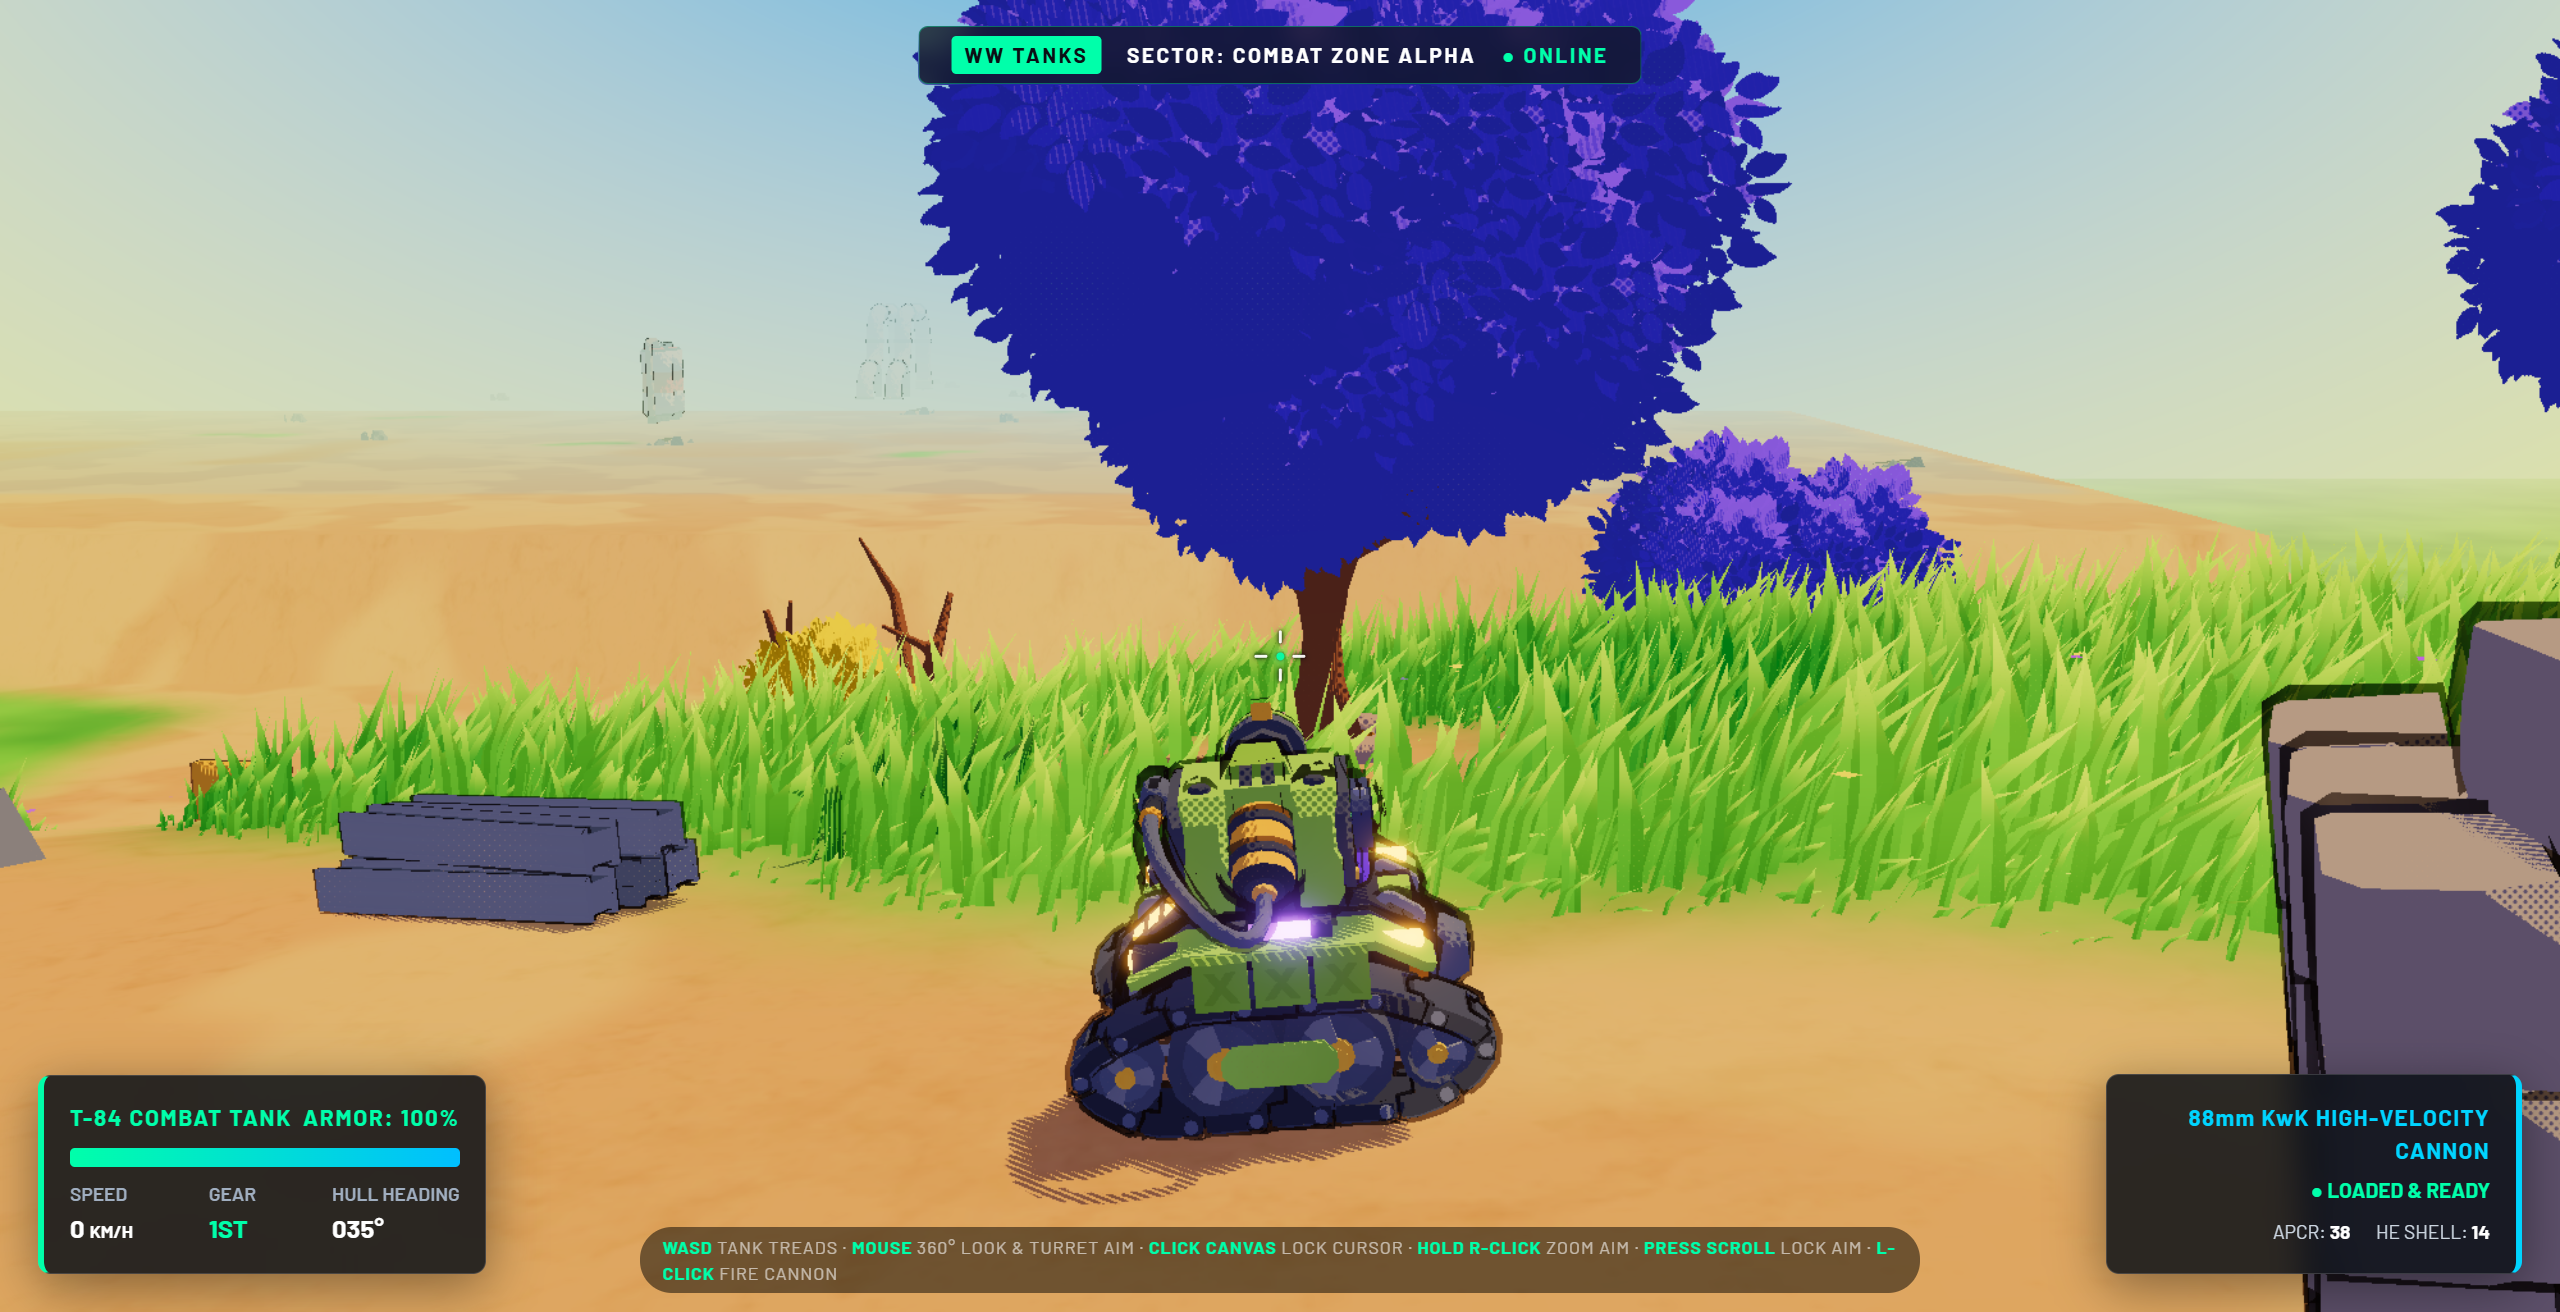 WW TANKS SECTOR: COMBAT ZONE ALPHA ● ONLINE
T-84 COMBAT TANK ARMOR: 100%
SPEED GEAR HULL HEADING
0 KM/H 1ST 035°
88mm KwK HIGH-VELOCITY
CANNON
● LOADED & READY
APCR: 38 HE SHELL: 14
WASD TANK TREADS · MOUSE 360° LOOK & TURRET AIM · CLICK CANVAS LOCK CURSOR · HOLD R-CLICK ZOOM AIM · PRESS SCROLL LOCK AIM · L-
CLICK FIRE CANNON